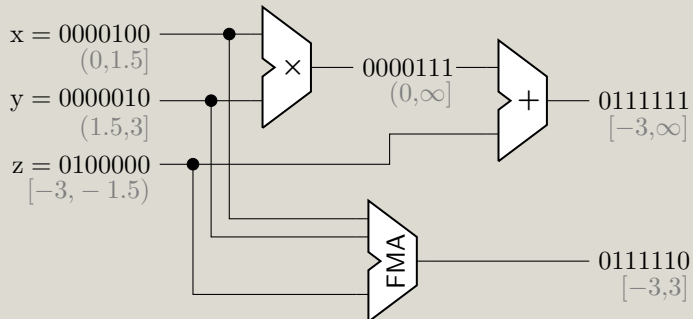 x = 0000100
(0,1.5]
y = 0000010
(1.5,3]
z = 0100000
[−3, − 1.5)
×
0000111
(0,∞]
+
0111111
[−3,∞]
FMA
0111110
[−3,3]